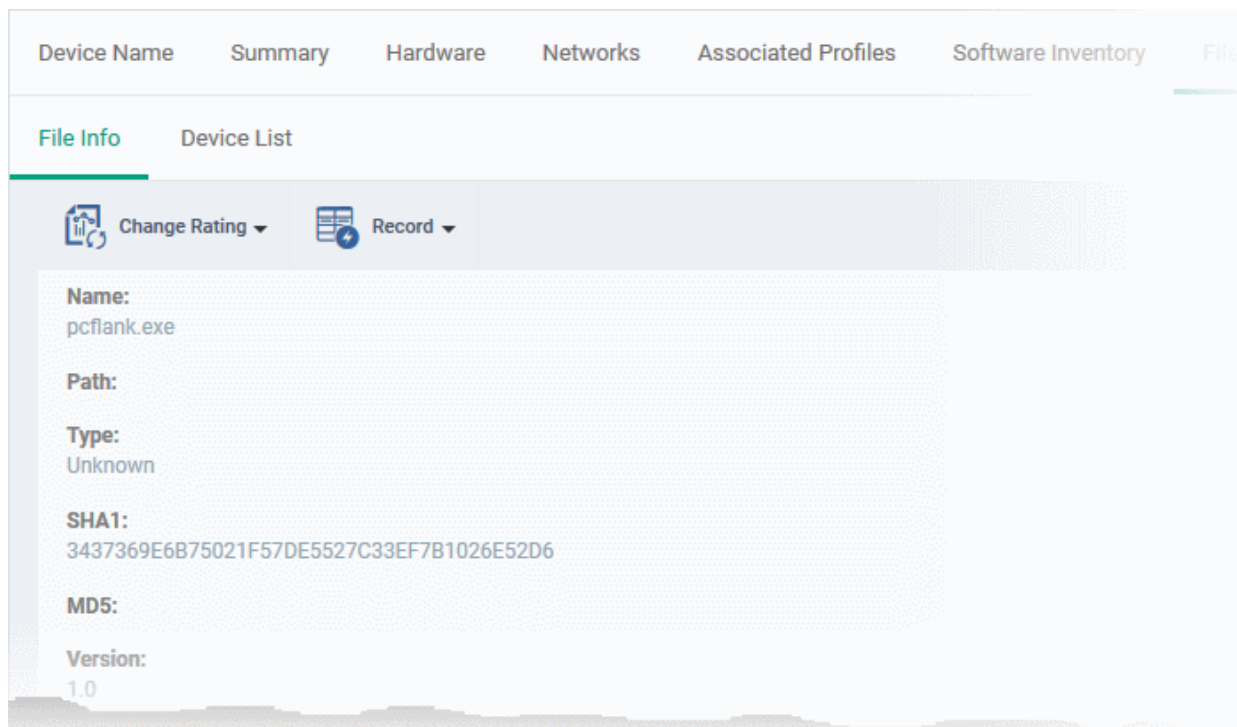 Device Name Summary Hardware Networks Associated Profiles Software Inventory File
File Info Device List
Change Rating Record
Name:
pcflank.exe
Path:
Type:
Unknown
SHA1:
3437369E6B75021F57DE5527C33EF7B1026E52D6
MD5:
Version:
1.0